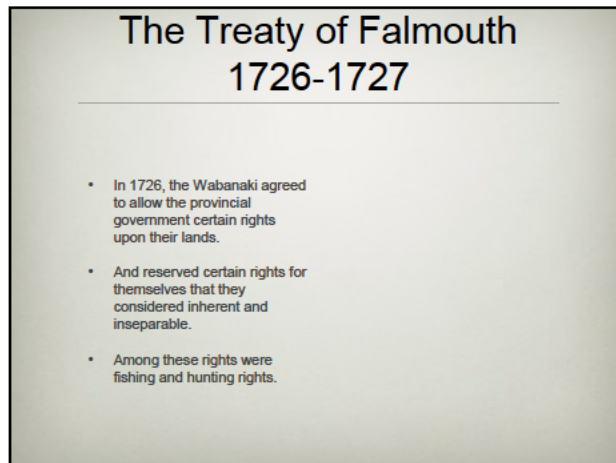 The Treaty of Falmouth
1726-1727
• In 1726, the Wabanaki agreed
to allow the provincial
government certain rights
upon their lands.
• And reserved certain rights for
themselves that they
considered inherent and
inseparable.
• Among these rights were
fishing and hunting rights.